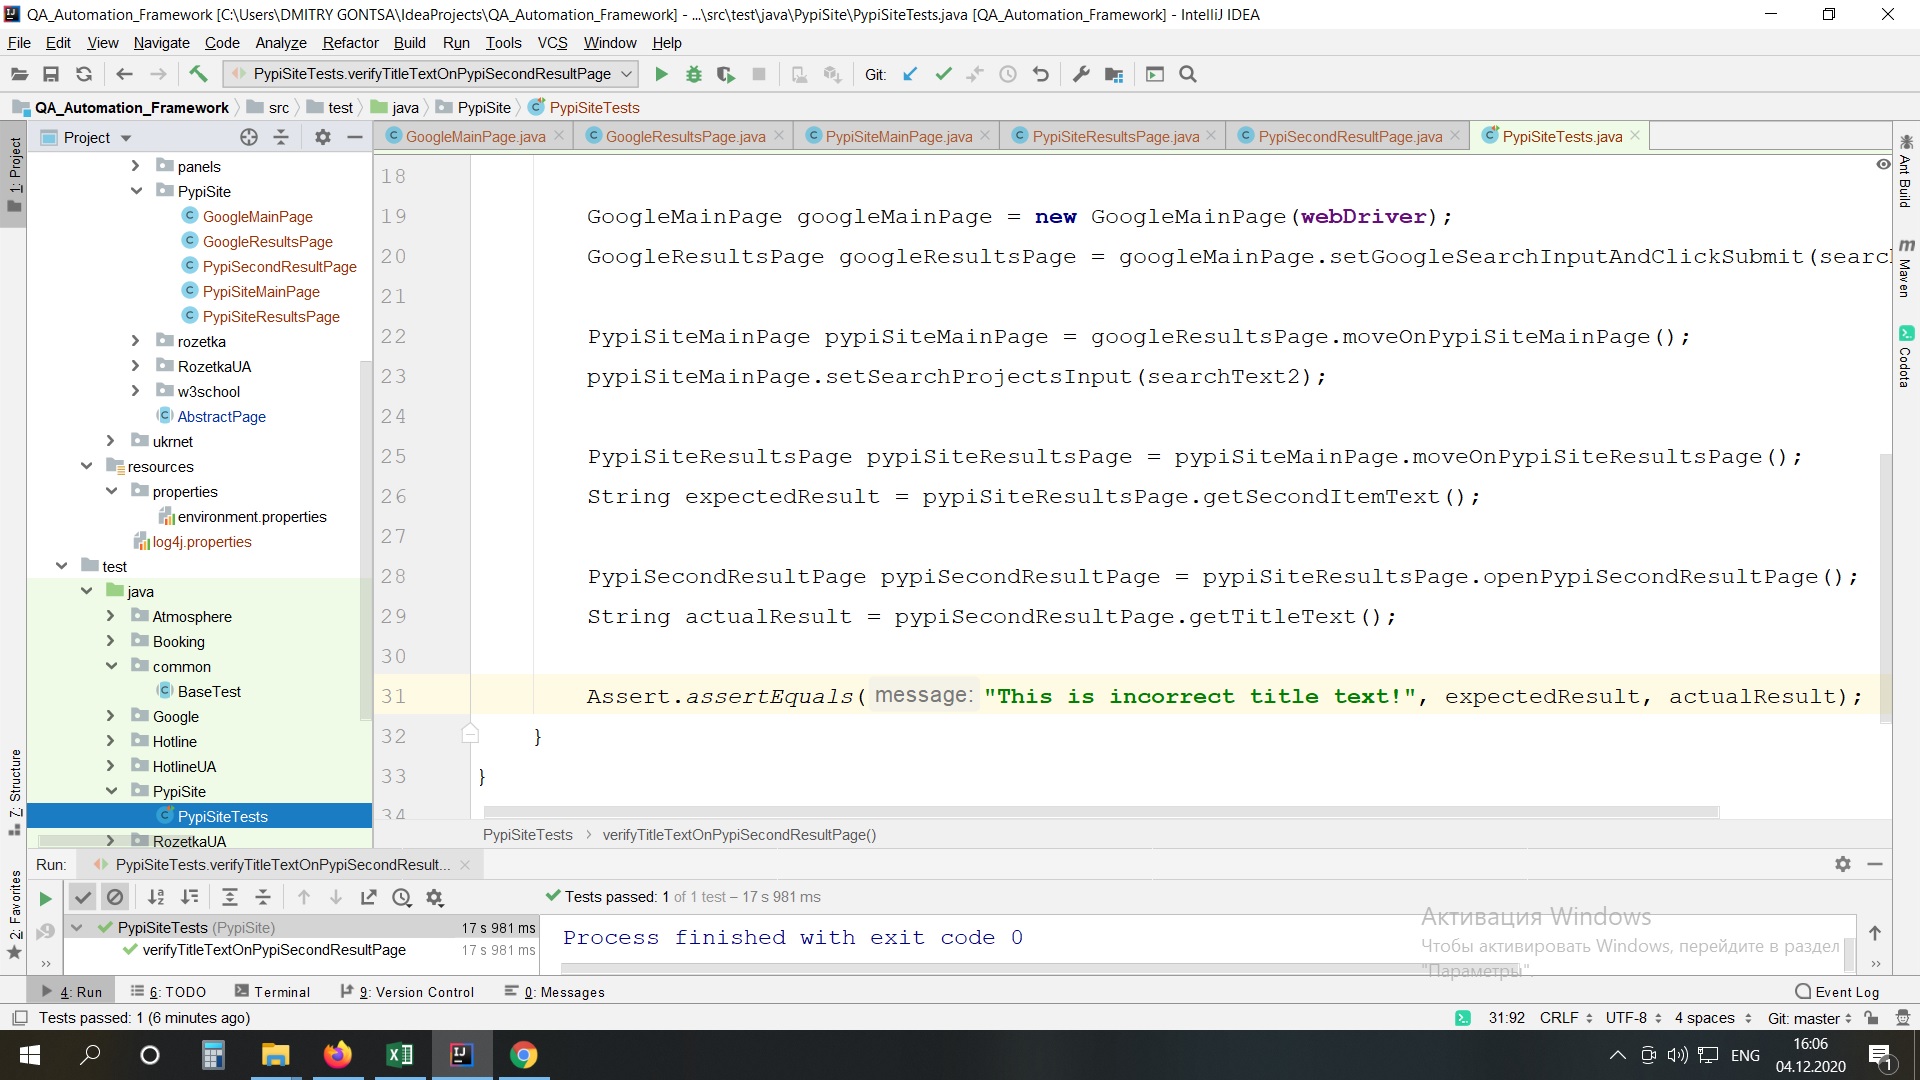 QA_Automation_Framework [C:\Users\DMITRY GONTSA\IdeaProjects\QA_Automation_Framework] - ...\src\test\java\PypiSite\PypiSiteTests.java [QA_Automation_Framework] - IntelliJ IDEA
File Edit View Navigate Code Analyze Refactor Build Run Tools VCS Window Help
PypiSiteTests.verifyTitleTextOnPypiSecondResultPage Git:
QA_Automation_Framework src test java PypiSite PypiSiteTests
Project
GoogleMainPage.java GoogleResultsPage.java PypiSiteMainPage.java PypiSiteResultsPage.java PypiSecondResultPage.java PypiSiteTests.java
1: Project
7: Structure
2: Favorites
panels
PypiSite
GoogleMainPage
GoogleResultsPage
PypiSecondResultPage
PypiSiteMainPage
PypiSiteResultsPage
rozetka
RozetkaUA
w3school
AbstractPage
ukrnet
resources
properties
environment.properties
log4j.properties
test
java
Atmosphere
Booking
common
BaseTest
Google
Hotline
HotlineUA
PypiSite
PypiSiteTests
RozetkaUA
18
19 GoogleMainPage googleMainPage = new GoogleMainPage(webDriver);
20 GoogleResultsPage googleResultsPage = googleMainPage.setGoogleSearchInputAndClickSubmit(searc
21
22 PypiSiteMainPage pypiSiteMainPage = googleResultsPage.moveOnPypiSiteMainPage();
23 pypiSiteMainPage.setSearchProjectsInput(searchText2);
24
25 PypiSiteResultsPage pypiSiteResultsPage = pypiSiteMainPage.moveOnPypiSiteResultsPage();
26 String expectedResult = pypiSiteResultsPage.getSecondItemText();
27
28 PypiSecondResultPage pypiSecondResultPage = pypiSiteResultsPage.openPypiSecondResultPage();
29 String actualResult = pypiSecondResultPage.getTitleText();
30
31 Assert.assertEquals( message: "This is incorrect title text!", expectedResult, actualResult);
32 }
33 }
34
PypiSiteTests › verifyTitleTextOnPypiSecondResultPage()
Ant Build
m Maven
Codota
Run: PypiSiteTests.verifyTitleTextOnPypiSecondResult...
Tests passed: 1 of 1 test – 17 s 981 ms
PypiSiteTests (PypiSite) 17 s 981 ms
verifyTitleTextOnPypiSecondResultPage 17 s 981 ms
Process finished with exit code 0
Активация Windows
Чтобы активировать Windows, перейдите в раздел
"Параметры".
4: Run 6: TODO Terminal 9: Version Control 0: Messages Event Log
Tests passed: 1 (6 minutes ago) 31:92 CRLF UTF-8 4 spaces Git: master
ENG 16:06
04.12.2020
1